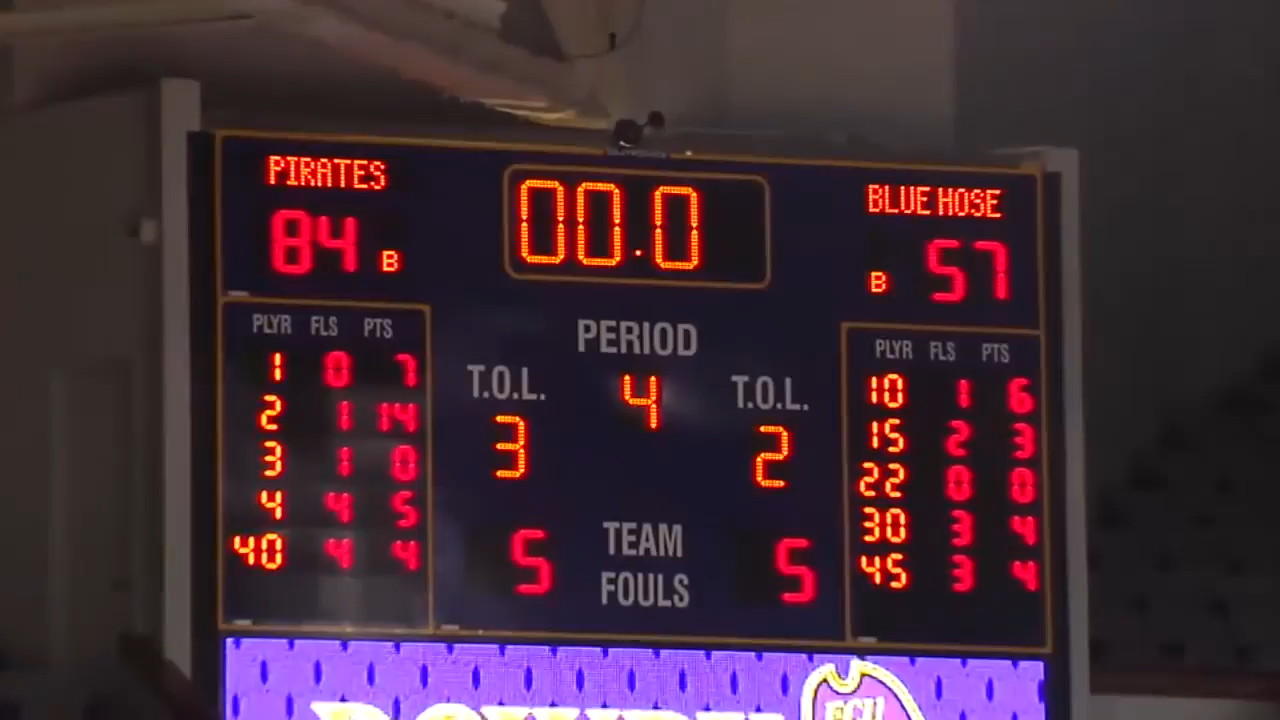 PIRATES
00.0
BLUE HOSE
84 B
B 57
PLYR FLS PTS
1 0 7
2 1 14
3 1 0
4 4 5
40 4 4
PERIOD
4
T.O.L.
3
T.O.L.
2
TEAM
FOULS
5
5
PLYR FLS PTS
10 1 6
15 2 3
22 0 0
30 3 4
45 3 4
ECU